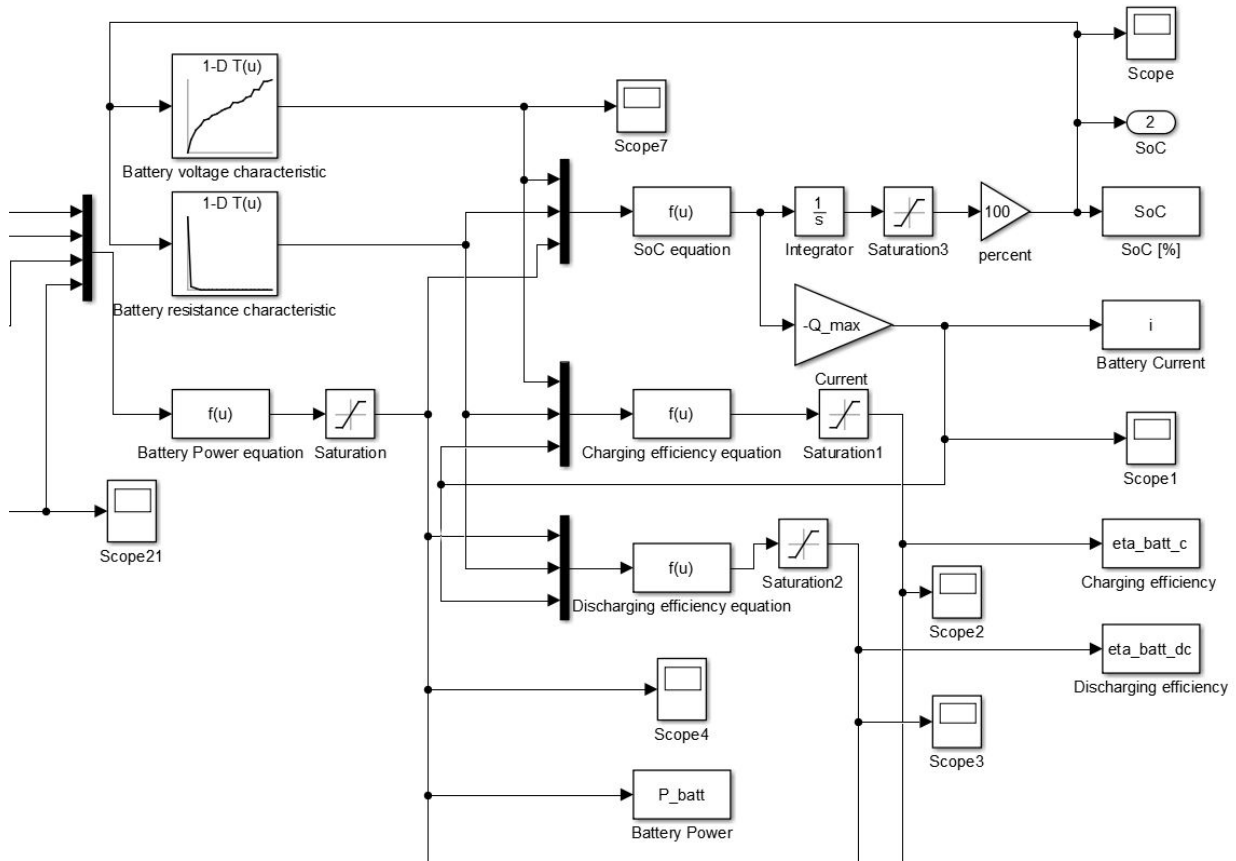 Scope
1-D T(u)
Battery voltage characteristic
Scope7
2
SoC
1-D T(u)
Battery resistance characteristic
f(u)
SoC equation
1
s
Integrator
Saturation3
100
percent
SoC
SoC [%]
-Q_max
Current
i
Battery Current
f(u)
Battery Power equation
Saturation
f(u)
Charging efficiency equation
Saturation1
Scope1
Scope21
f(u)
Discharging efficiency equation
Saturation2
eta_batt_c
Charging efficiency
Scope2
eta_batt_dc
Discharging efficiency
Scope4
Scope3
P_batt
Battery Power